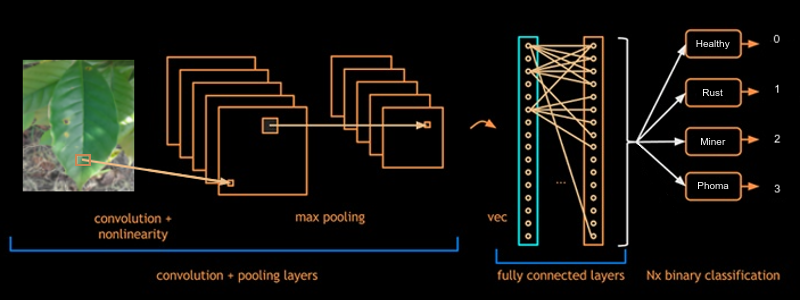 Healthy
0
Rust
1
Miner
2
Phoma
3
...
convolution +
nonlinearity
max pooling
vec
convolution + pooling layers
fully connected layers
Nx binary classification